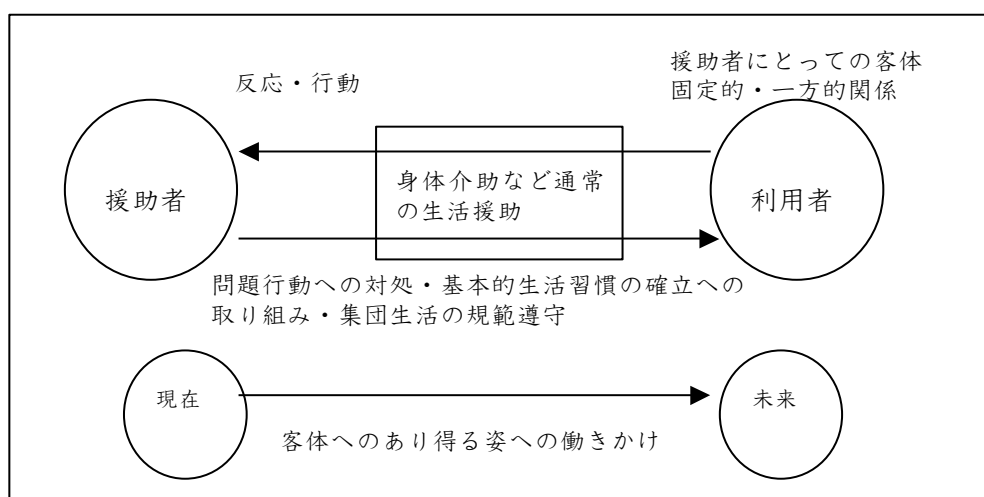 反応・行動
援助者にとっての客体
固定的・一方的関係
援助者
身体介助など通常
の生活援助
利用者
問題行動への対処・基本的生活習慣の確立への
取り組み・集団生活の規範遵守
現在
未来
客体へのあり得る姿への働きかけ